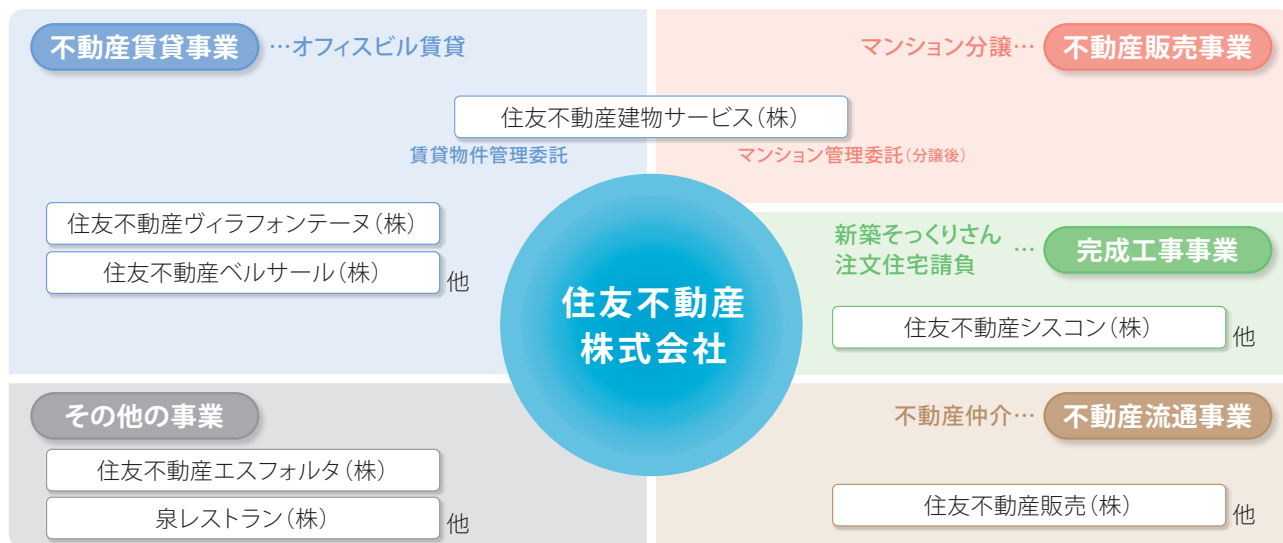 不動産賃貸事業 …オフィスビル賃貸
マンション分譲… 不動産販売事業
住友不動産建物サービス(株)
賃貸物件管理委託
マンション管理委託(分譲後)
住友不動産ヴィラフォンテーヌ(株)
住友不動産ベルサール(株) 他
新築そっくりさん
注文住宅請負 … 完成工事事業
住友不動産シスコン(株) 他
住友不動産
株式会社
その他の事業
住友不動産エスフォルタ(株)
泉レストラン(株) 他
不動産仲介… 不動産流通事業
住友不動産販売(株) 他